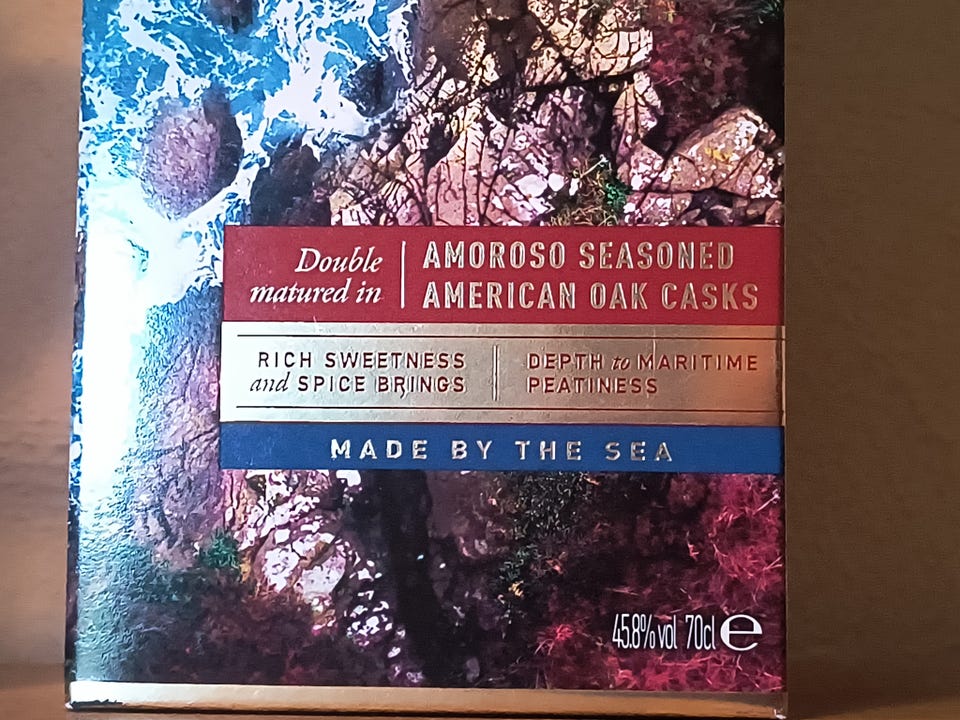 Double
matured in
AMOROSO SEASONED
AMERICAN OAK CASKS
RICH SWEETNESS
and SPICE BRINGS
DEPTH to MARITIME
PEATINESS
MADE BY THE SEA
45.8% vol 70cl ℮